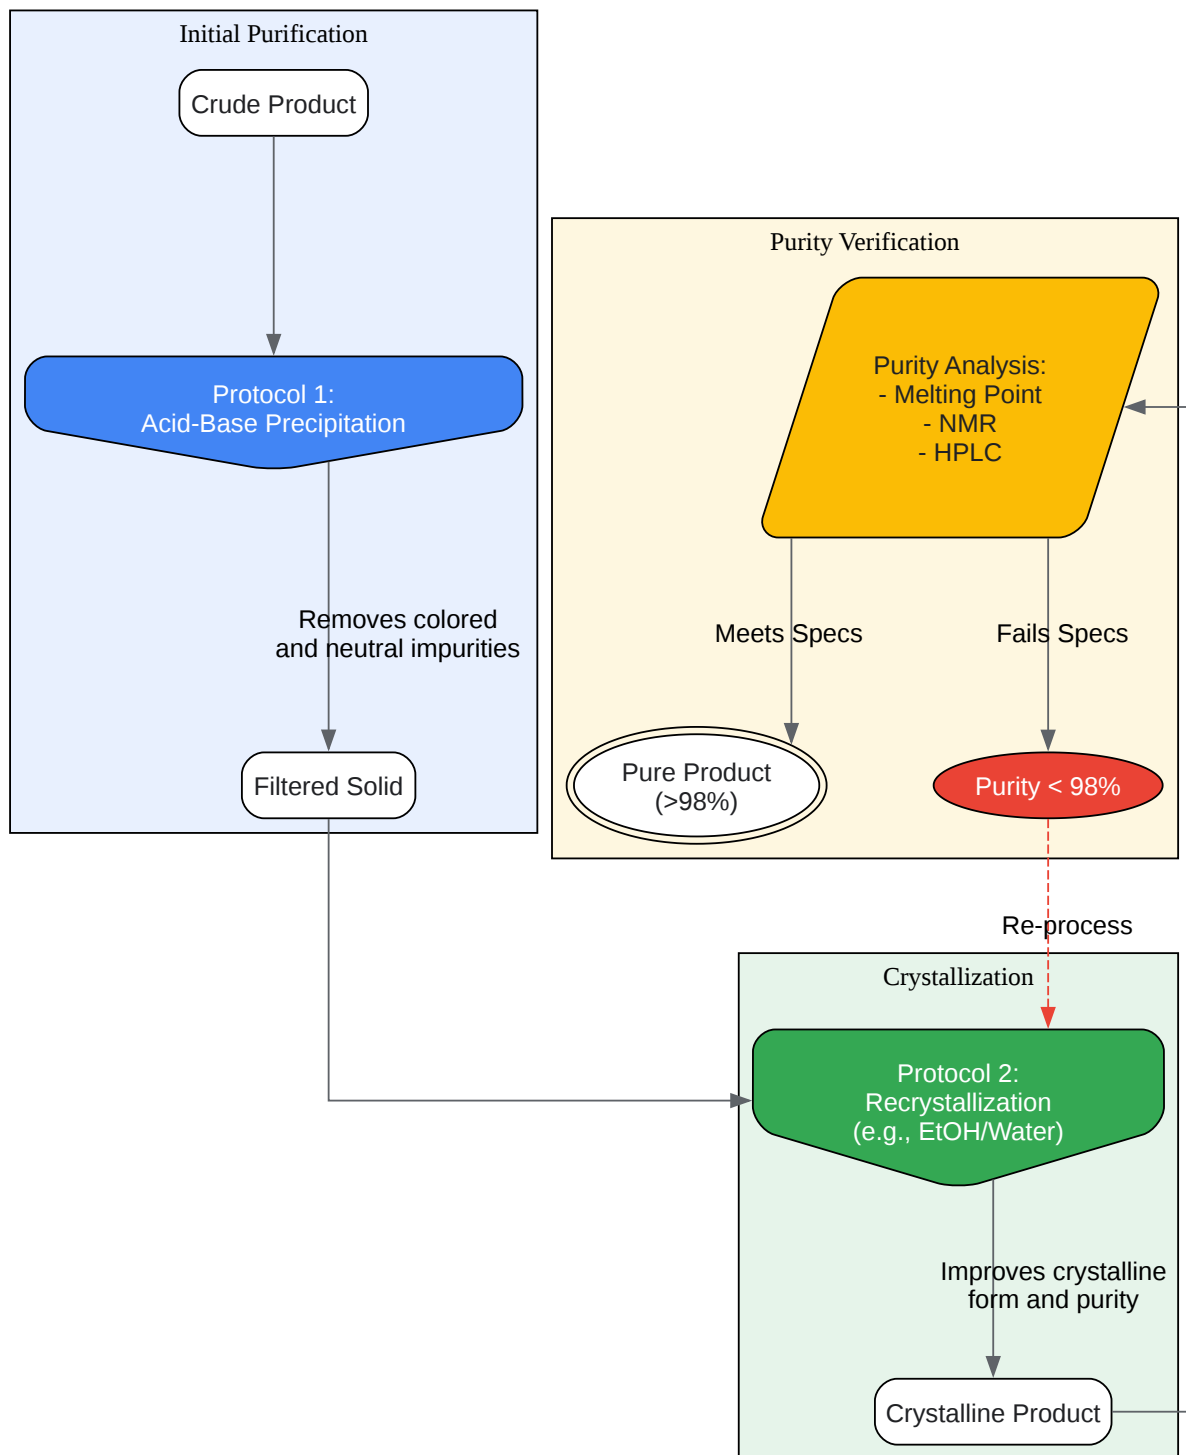 Initial Purification
Crude Product
Protocol 1:
Acid-Base Precipitation
Removes colored
and neutral impurities
Filtered Solid
Purity Verification
Purity Analysis:
- Melting Point
- NMR
- HPLC
Meets Specs
Fails Specs
Pure Product
(>98%)
Purity < 98%
Re-process
Crystallization
Protocol 2:
Recrystallization
(e.g., EtOH/Water)
Improves crystalline
form and purity
Crystalline Product